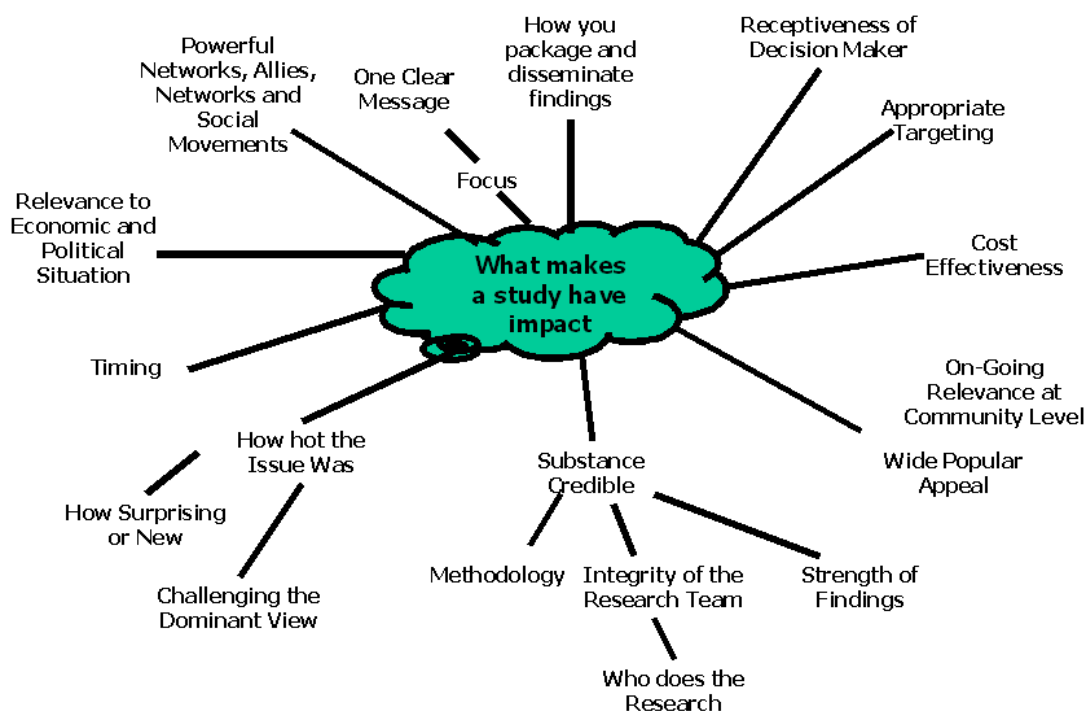 How you
package and
disseminate
findings
Receptiveness of
Decision Maker
Powerful
Networks, Allies,
Networks and
Social
Movements
One Clear
Message
Appropriate
Targeting
Focus
Relevance to
Economic and
Political
Situation
Cost
Effectiveness
What makes
a study have
impact
Timing
On-Going
Relevance at
Community Level
How hot the
Issue Was
Substance
Credible
Wide Popular
Appeal
How Surprising
or New
Methodology
Integrity of the
Research Team
Strength of
Findings
Challenging the
Dominant View
Who does the
Research